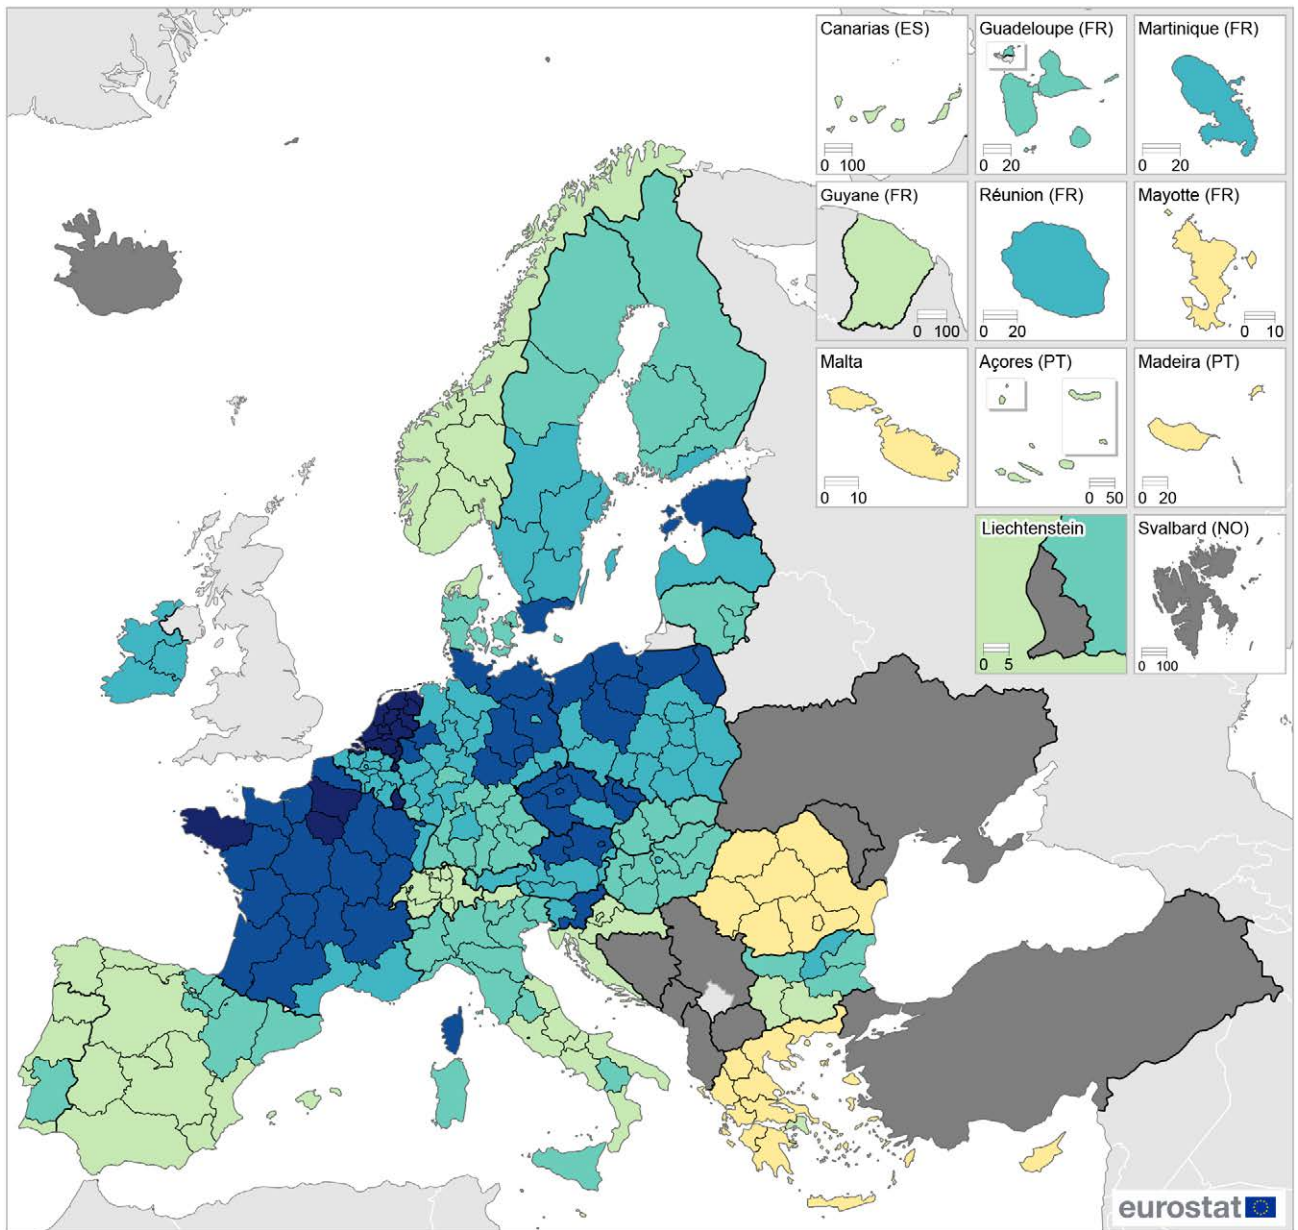 Canarias (ES)
0 100
Guadeloupe (FR)
0 20
Martinique (FR)
0 20
Guyane (FR)
0 100
Réunion (FR)
0 20
Mayotte (FR)
0 10
Malta
0 10
Açores (PT)
0 50
Madeira (PT)
0 20
Liechtenstein
0 5
Svalbard (NO)
0 100
eurostat